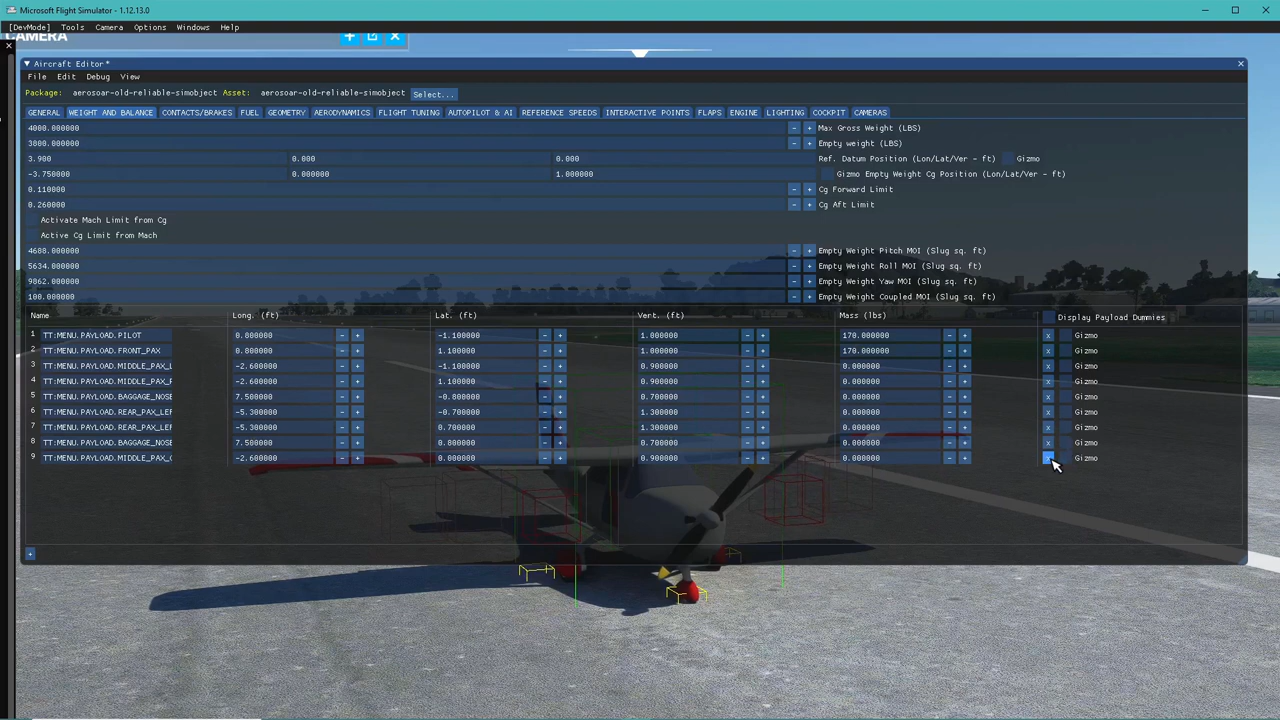 Microsoft Flight Simulator - 1.12.13.0
[DevMode] Tools Camera Options Windows Help
CAMERA
Aircraft Editor*
File Edit Debug View
Package: aerosoar-old-reliable-simobject Asset: aerosoar-old-reliable-simobject Select...
GENERAL WEIGHT AND BALANCE CONTACTS/BRAKES FUEL GEOMETRY AERODYNAMICS FLIGHT TUNING AUTOPILOT & AI REFERENCE SPEEDS INTERACTIVE POINTS FLAPS ENGINE LIGHTING COCKPIT CAMERAS
4000.000000 - + Max Gross Weight (LBS)
3800.000000 - + Empty weight (LBS)
3.900 0.000 0.000 Ref. Datum Position (Lon/Lat/Ver - ft) Gizmo
-3.750000 0.000000 1.000000 Gizmo Empty Weight Cg Position (Lon/Lat/Ver - ft)
0.110000 - + Cg Forward Limit
0.260000 - + Cg Aft Limit
Activate Mach Limit from Cg
Active Cg Limit from Mach
4688.000000 - + Empty Weight Pitch MOI (Slug sq. ft)
5634.000000 - + Empty Weight Roll MOI (Slug sq. ft)
9862.000000 - + Empty Weight Yaw MOI (Slug sq. ft)
100.000000 - + Empty Weight Coupled MOI (Slug sq. ft)
Name Long. (ft) Lat. (ft) Vert. (ft) Mass (lbs) Display Payload Dummies
1 TT:MENU.PAYLOAD.PILOT 0.800000 - + -1.100000 - + 1.000000 - + 170.000000 - + x Gizmo
2 TT:MENU.PAYLOAD.FRONT_PAX 0.800000 - + 1.100000 - + 1.000000 - + 170.000000 - + x Gizmo
3 TT:MENU.PAYLOAD.MIDDLE_PAX_L -2.600000 - + -1.100000 - + 0.900000 - + 0.000000 - + x Gizmo
4 TT:MENU.PAYLOAD.MIDDLE_PAX_R -2.600000 - + 1.100000 - + 0.900000 - + 0.000000 - + x Gizmo
5 TT:MENU.PAYLOAD.BAGGAGE_NOSE 7.500000 - + -0.800000 - + 0.700000 - + 0.000000 - + x Gizmo
6 TT:MENU.PAYLOAD.REAR_PAX_LEF -5.300000 - + -0.700000 - + 1.300000 - + 0.000000 - + x Gizmo
7 TT:MENU.PAYLOAD.REAR_PAX_LEF -5.300000 - + 0.700000 - + 1.300000 - + 0.000000 - + x Gizmo
8 TT:MENU.PAYLOAD.BAGGAGE_NOSE 7.500000 - + 0.800000 - + 0.700000 - + 0.000000 - + x Gizmo
9 TT:MENU.PAYLOAD.MIDDLE_PAX_C -2.600000 - + 0.000000 - + 0.900000 - + 0.000000 - + x Gizmo
+